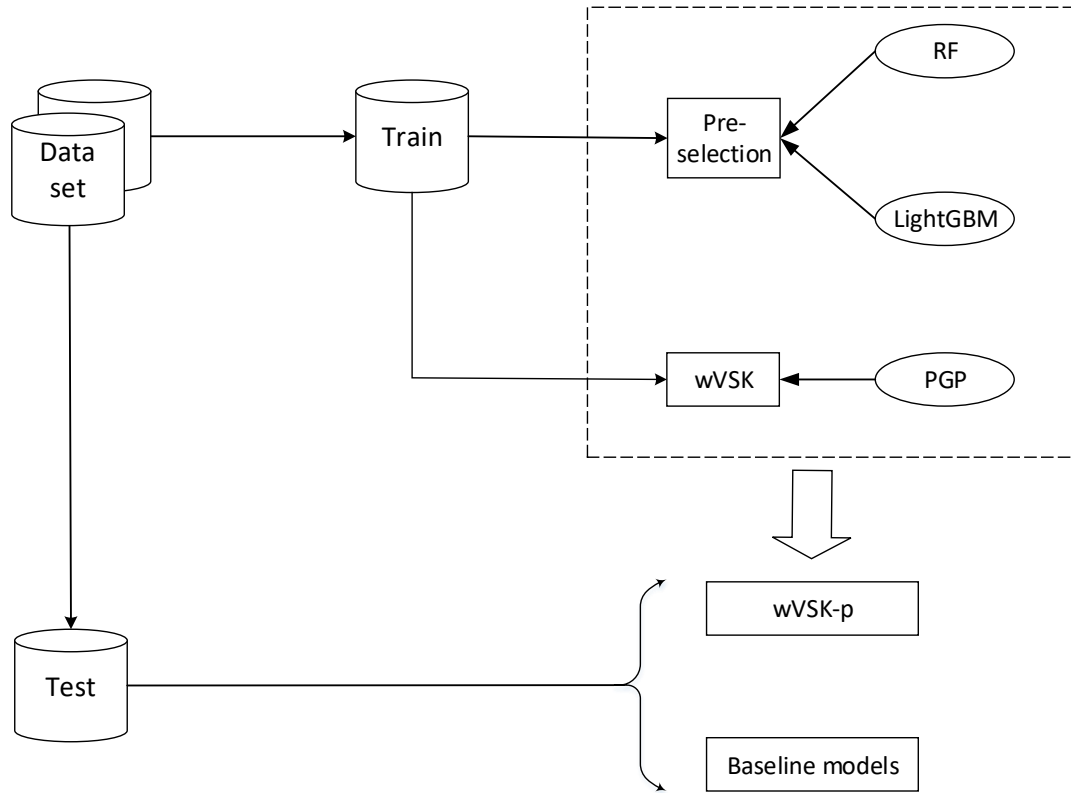 RF
Data
set
Train
Pre-
selection
LightGBM
wVSK
PGP
wVSK-p
Test
Baseline models